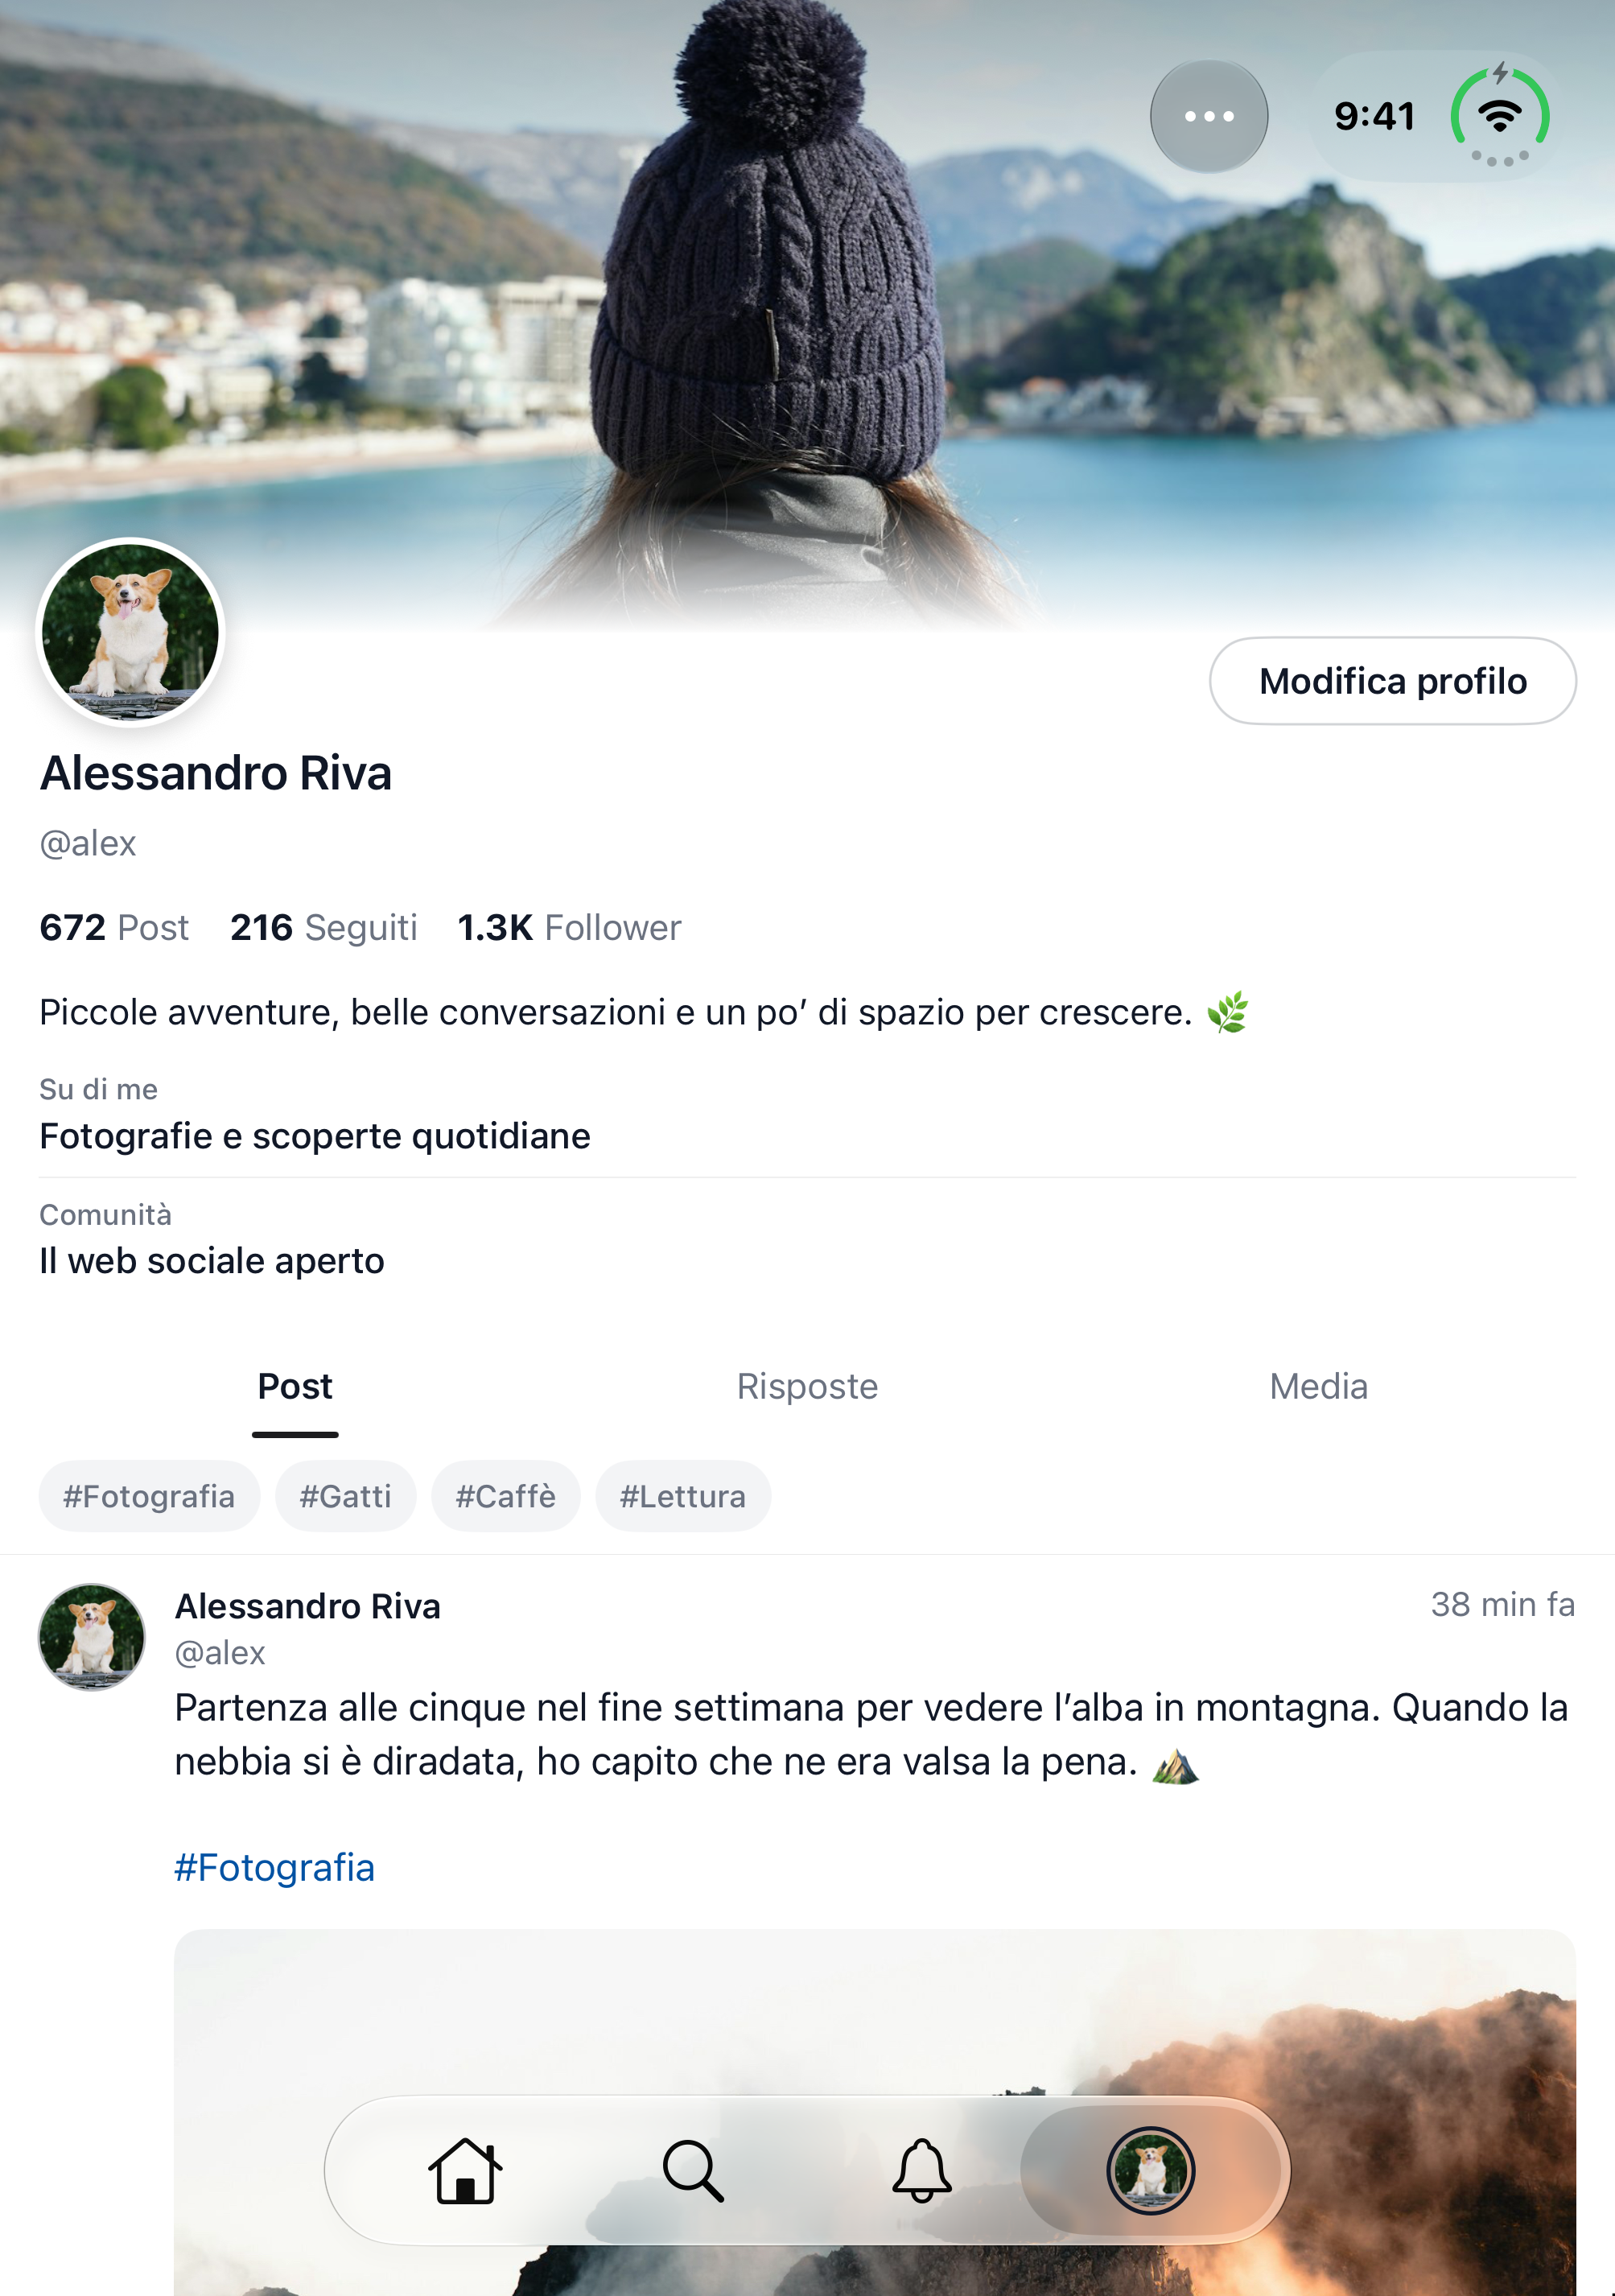 9:41
Modifica profilo
Alessandro Riva
@alex
672 Post 216 Seguiti 1.3K Follower
Piccole avventure, belle conversazioni e un po’ di spazio per crescere. 🌿
Su di me
Fotografie e scoperte quotidiane
Comunità
Il web sociale aperto
Post Risposte Media
#Fotografia #Gatti #Caffè #Lettura
Alessandro Riva 38 min fa
@alex
Partenza alle cinque nel fine settimana per vedere l’alba in montagna. Quando la
nebbia si è diradata, ho capito che ne era valsa la pena. ⛰️
#Fotografia